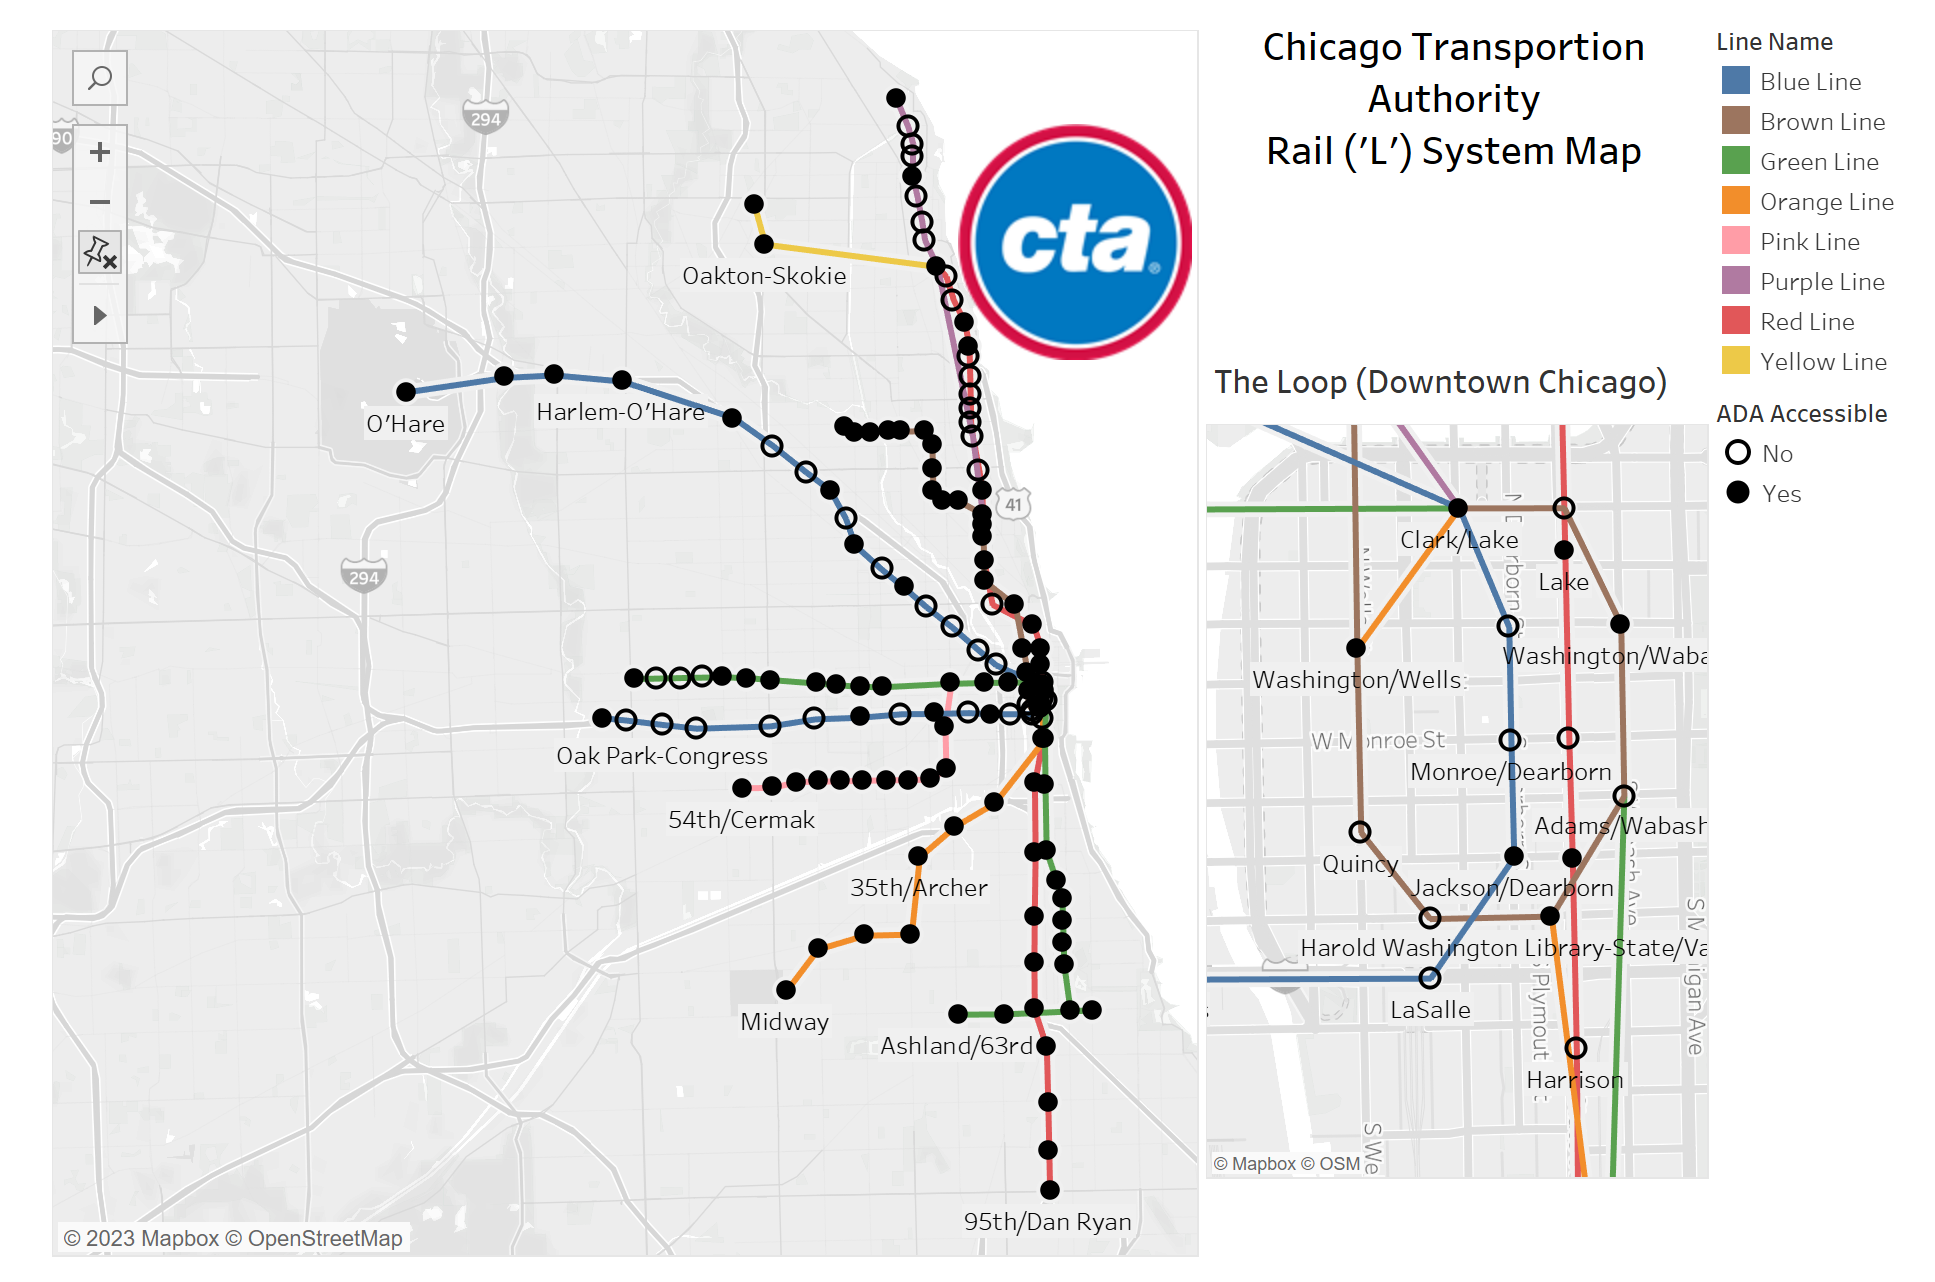 Chicago Transportion
Authority
Rail ('L') System Map
Line Name
Blue Line
Brown Line
Green Line
Orange Line
Pink Line
Purple Line
Red Line
Yellow Line
ADA Accessible
No
Yes
294
90
cta
®
Oakton-Skokie
O'Hare
Harlem-O'Hare
41
294
Oak Park-Congress
54th/Cermak
35th/Archer
Midway
Ashland/63rd
95th/Dan Ryan
© 2023 Mapbox © OpenStreetMap
The Loop (Downtown Chicago)
Clark/Lake
Lake
Washington/Waba
Washington/Wells
W Monroe St
Monroe/Dearborn
Adams/Wabash
Quincy
Jackson/Dearborn
Harold Washington Library-State/Va
LaSalle
Plymout
Harrison
S We
© Mapbox © OSM